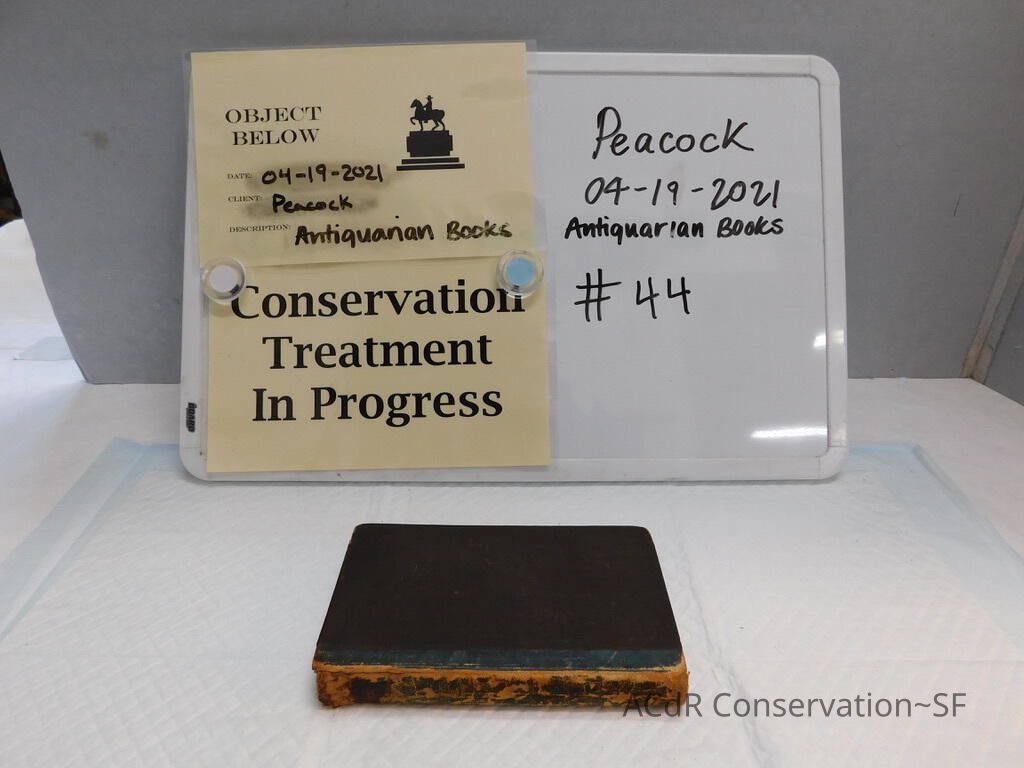 OBJECT
BELOW
DATE: 04-19-2021
CLIENT: Peacock
DESCRIPTION: Antiquarian Books
Conservation
Treatment
In Progress
Peacock
04-19-2021
Antiquarian Books
#44
ACdR Conservation~SF